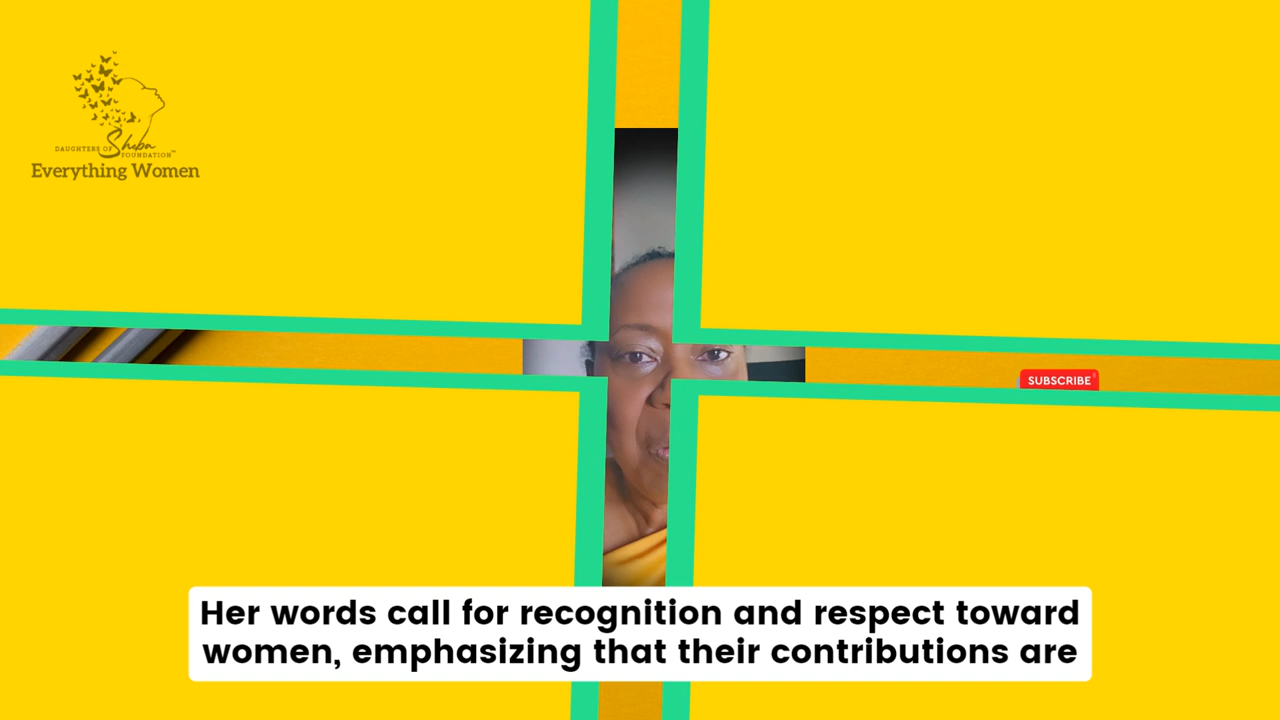 DAUGHTERS OF Sheba FOUNDATION™
Everything Women
SUBSCRIBE
Her words call for recognition and respect toward
women, emphasizing that their contributions are